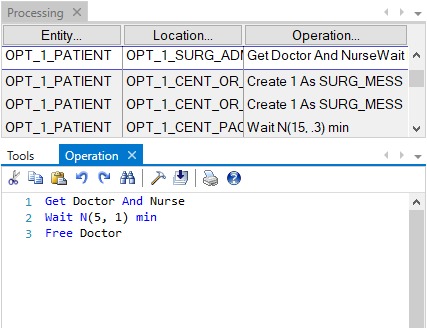 Processing
Entity... Location... Operation...
OPT_1_PATIENT OPT_1_SURG_ADM Get Doctor And NurseWait
OPT_1_PATIENT OPT_1_CENT_OR_ Create 1 As SURG_MESS
OPT_1_PATIENT OPT_1_CENT_OR_ Create 1 As SURG_MESS
OPT_1_PATIENT OPT_1_CENT_PAC Wait N(15, .3) min
Tools Operation
1 Get Doctor And Nurse
2 Wait N(5, 1) min
3 Free Doctor